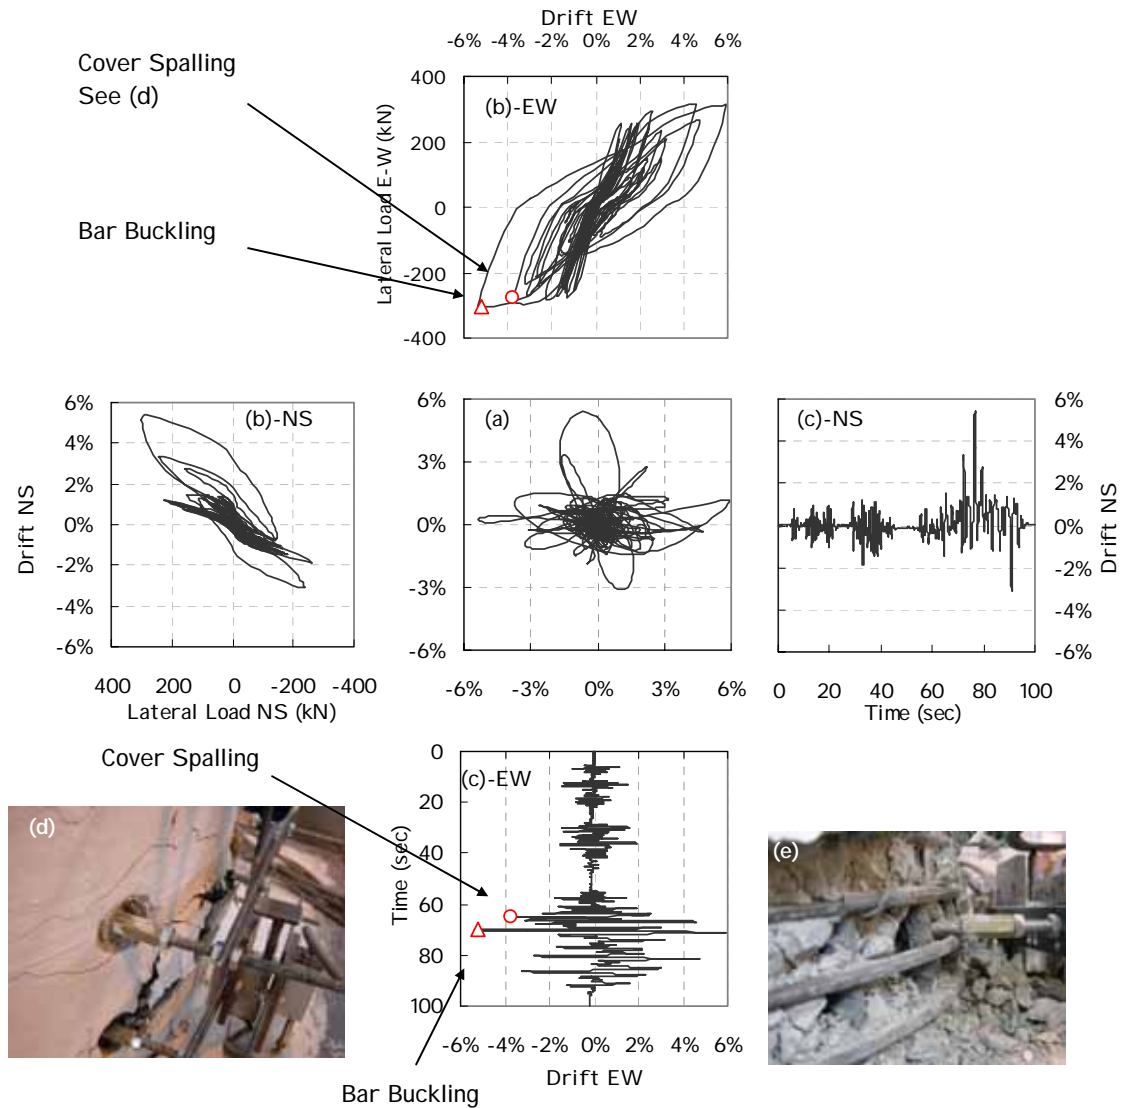 Drift EW
-6% -4% -2% 0% 2% 4% 6%
Cover Spalling
See (d)
Bar Buckling
Lateral Load E-W (kN)
400
200
0
-200
-400
(b)-EW
Drift NS
6%
4%
2%
0%
-2%
-4%
-6%
(b)-NS
400 200 0 -200 -400
Lateral Load NS (kN)
6%
3%
0%
-3%
-6%
(a)
-6% -3% 0% 3% 6%
(c)-NS
6%
4%
2%
0%
-2%
-4%
-6%
Drift NS
0 20 40 60 80 100
Time (sec)
Cover Spalling
(d)
Time (sec)
0
20
40
60
80
100
(c)-EW
-6% -4% -2% 0% 2% 4% 6%
Drift EW
Bar Buckling
(e)